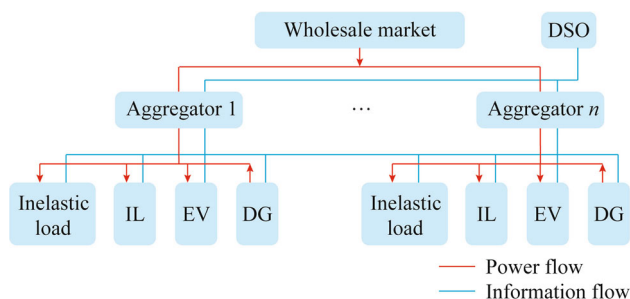 Wholesale market
DSO
Aggregator 1
...
Aggregator n
Inelastic
load
IL
EV
DG
Inelastic
load
IL
EV
DG
Power flow
Information flow